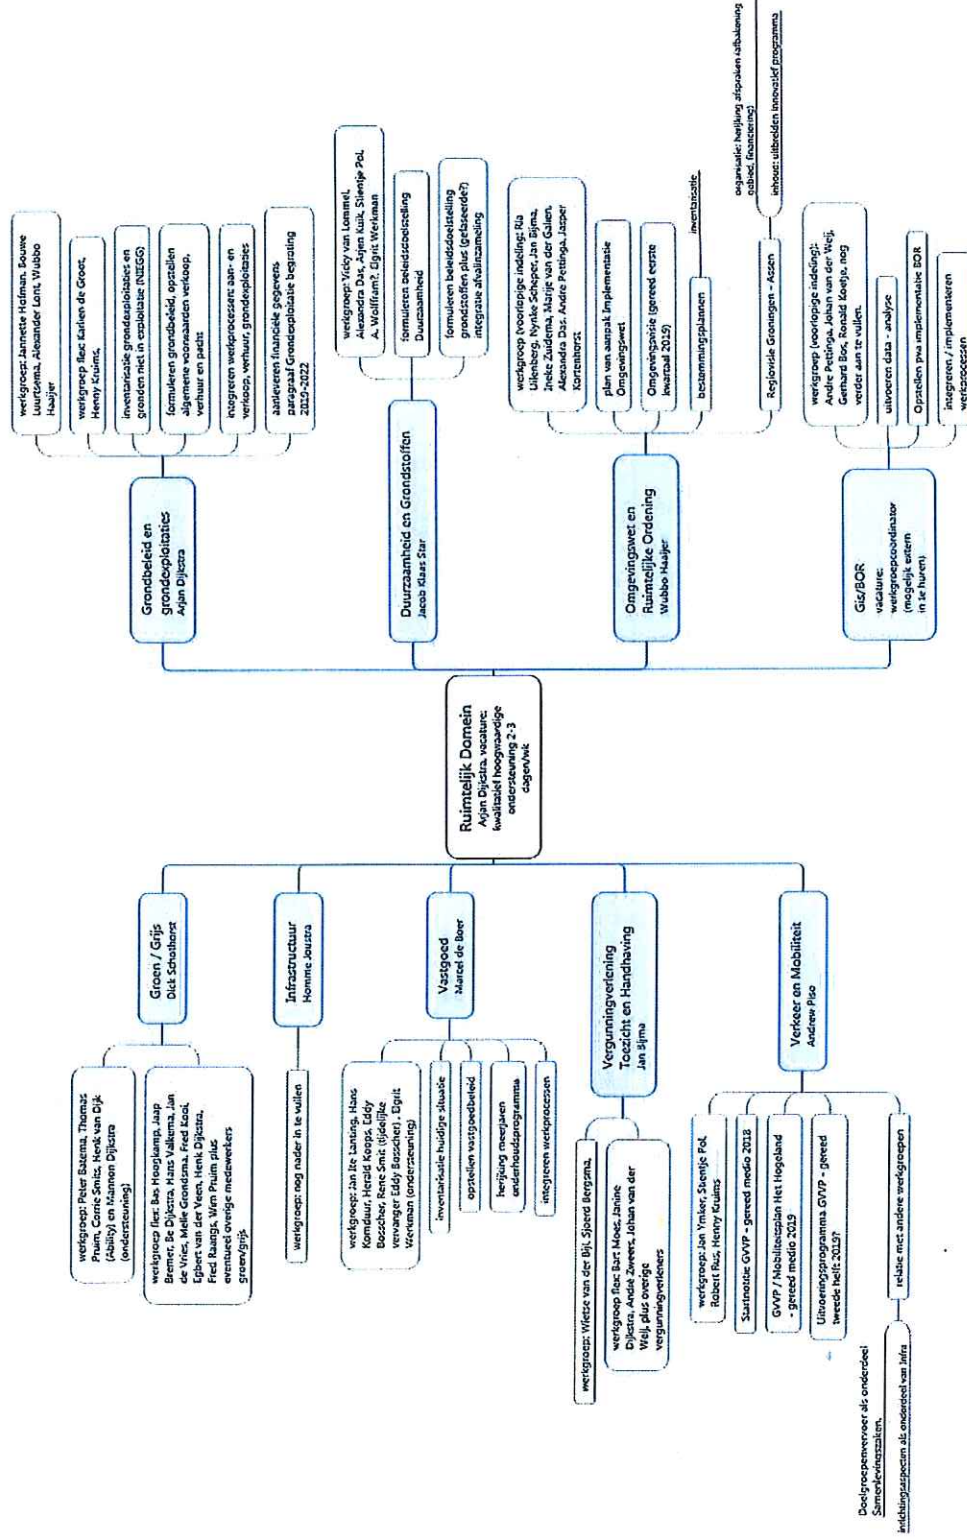 Ruimtelijk Domein
Arjan Dijkstra, vacature:
kwalitatief hoogwaardige
ondersteuning 2-3
dagen/wk
Groen / Grijs
Dick Schothorst
werkgroep: Peter Batema, Thomas
Pruim, Corrie Smits, Henk van Dijk
(Ability) en Mannon Dijkstra
(ondersteuning)
werkgroep flex: Bas Hoogkamp, Jaap
Bremer, Be Dijkstra, Hans Valkema, Jan
de Vries, Melle Grondsma, Fred Kooi,
Egbert van der Veen, Henk Dijkstra,
Fred Raangs, Wim Pruim plus
eventueel overige medewerkers
groen/grijs
Infrastructuur
Homme Joustra
werkgroep: nog nader in te vullen
Vastgoed
Marcel de Boer
werkgroep: Jan Ite Lanting, Hans
Komduur, Herald Koops, Eddy
Bosscher, Rene Smit (tijdelijke
vervanger Eddy Bosscher), Elgrit
Werkman (ondersteuning)
inventarisatie huidige situatie
opstellen vastgoedbeleid
herijking meerjaren
onderhoudsprogramma
integreren werkprocessen
Vergunningverlening
Toezicht en Handhaving
Jan Bijma
werkgroep: Wietse van der Bijl, Sjoerd Bergsma,
werkgroep flex: Bart Moes, Janine
Dijkstra, André Zweers, Johan van der
Weij, plus overige
vergunningverleners
Verkeer en Mobiliteit
Andrew Piso
werkgroep: Jan Ymker, Stientje Pol,
Robert Rus, Henry Kruims
Startnotitie GVVP - gereed medio 2018
GVVP / Mobiliteitsplan Het Hogeland
- gereed medio 2019
Uitvoeringsprogramma GVVP - gereed
tweede helft 2019?
relatie met andere werkgroepen
Doelgroepenvervoer als onderdeel
Samenlevingszaken.
Inrichtingsaspecten als onderdeel van Infra
Grondbeleid en
grondexploitaties
Arjan Dijkstra
werkgroep: Jannette Hofman, Bouwe
Luurtsema, Alexander Lont, Wubbo
Haaijer
werkgroep flex: Karlien de Groot,
Henny Kruims,
inventarisatie grondexploitaties en
gronden niet in exploitatie (NIEGG)
formuleren grondbeleid, opstellen
algemene voorwaarden verkoop,
verhuur en pacht
integreren werkprocessen: aan- en
verkoop, verhuur, grondexploitaties
aanleveren financiële gegevens
paragraaf Grondexploitatie begroting
2019-2022
Duurzaamheid en Grondstoffen
Jacob Klaas Star
werkgroep: Vicky van Lommel,
Alexandra Das, Arjen Kuik, Stientje Pol,
A. Wolffram?, Elgrit Werkman
formuleren beleidsdoelstelling
Duurzaamheid
formuleren beleidsdoelstelling
grondstoffen plus (gefaseerde?)
integratie afvalinzameling
Omgevingswet en
Ruimtelijke Ordening
Wubbo Haaijer
werkgroep (voorlopige indeling): Ria
Uilenberg, Nynke Scheper, Jan Bijma,
Ineke Zuidema, Marije van der Galien,
Alexandra Das, Andre Pettinga, Jasper
Kortenhorst
plan van aanpak implementatie
Omgevingswet
Omgevingsvisie (gereed eerste
kwartaal 2019)
bestemmingsplannen
inventarisatie
Regiovisie Groningen - Assen
organisatie: herijking afspraken (afbakening
gebied, financiering)
inhoud: uitbreiden innovatief programma
Gis/BOR
vacature:
werkgroepcoordinator
(mogelijk extern
in te huren)
werkgroep (voorlopige indeling):
Andre Pettinga, Johan van der Weij,
Gerhard Bos, Ronald Koetje, nog
verder aan te vullen.
uitvoeren data - analyse
Opstellen pva implementatie BOR
integreren / implementeren
werkprocessen